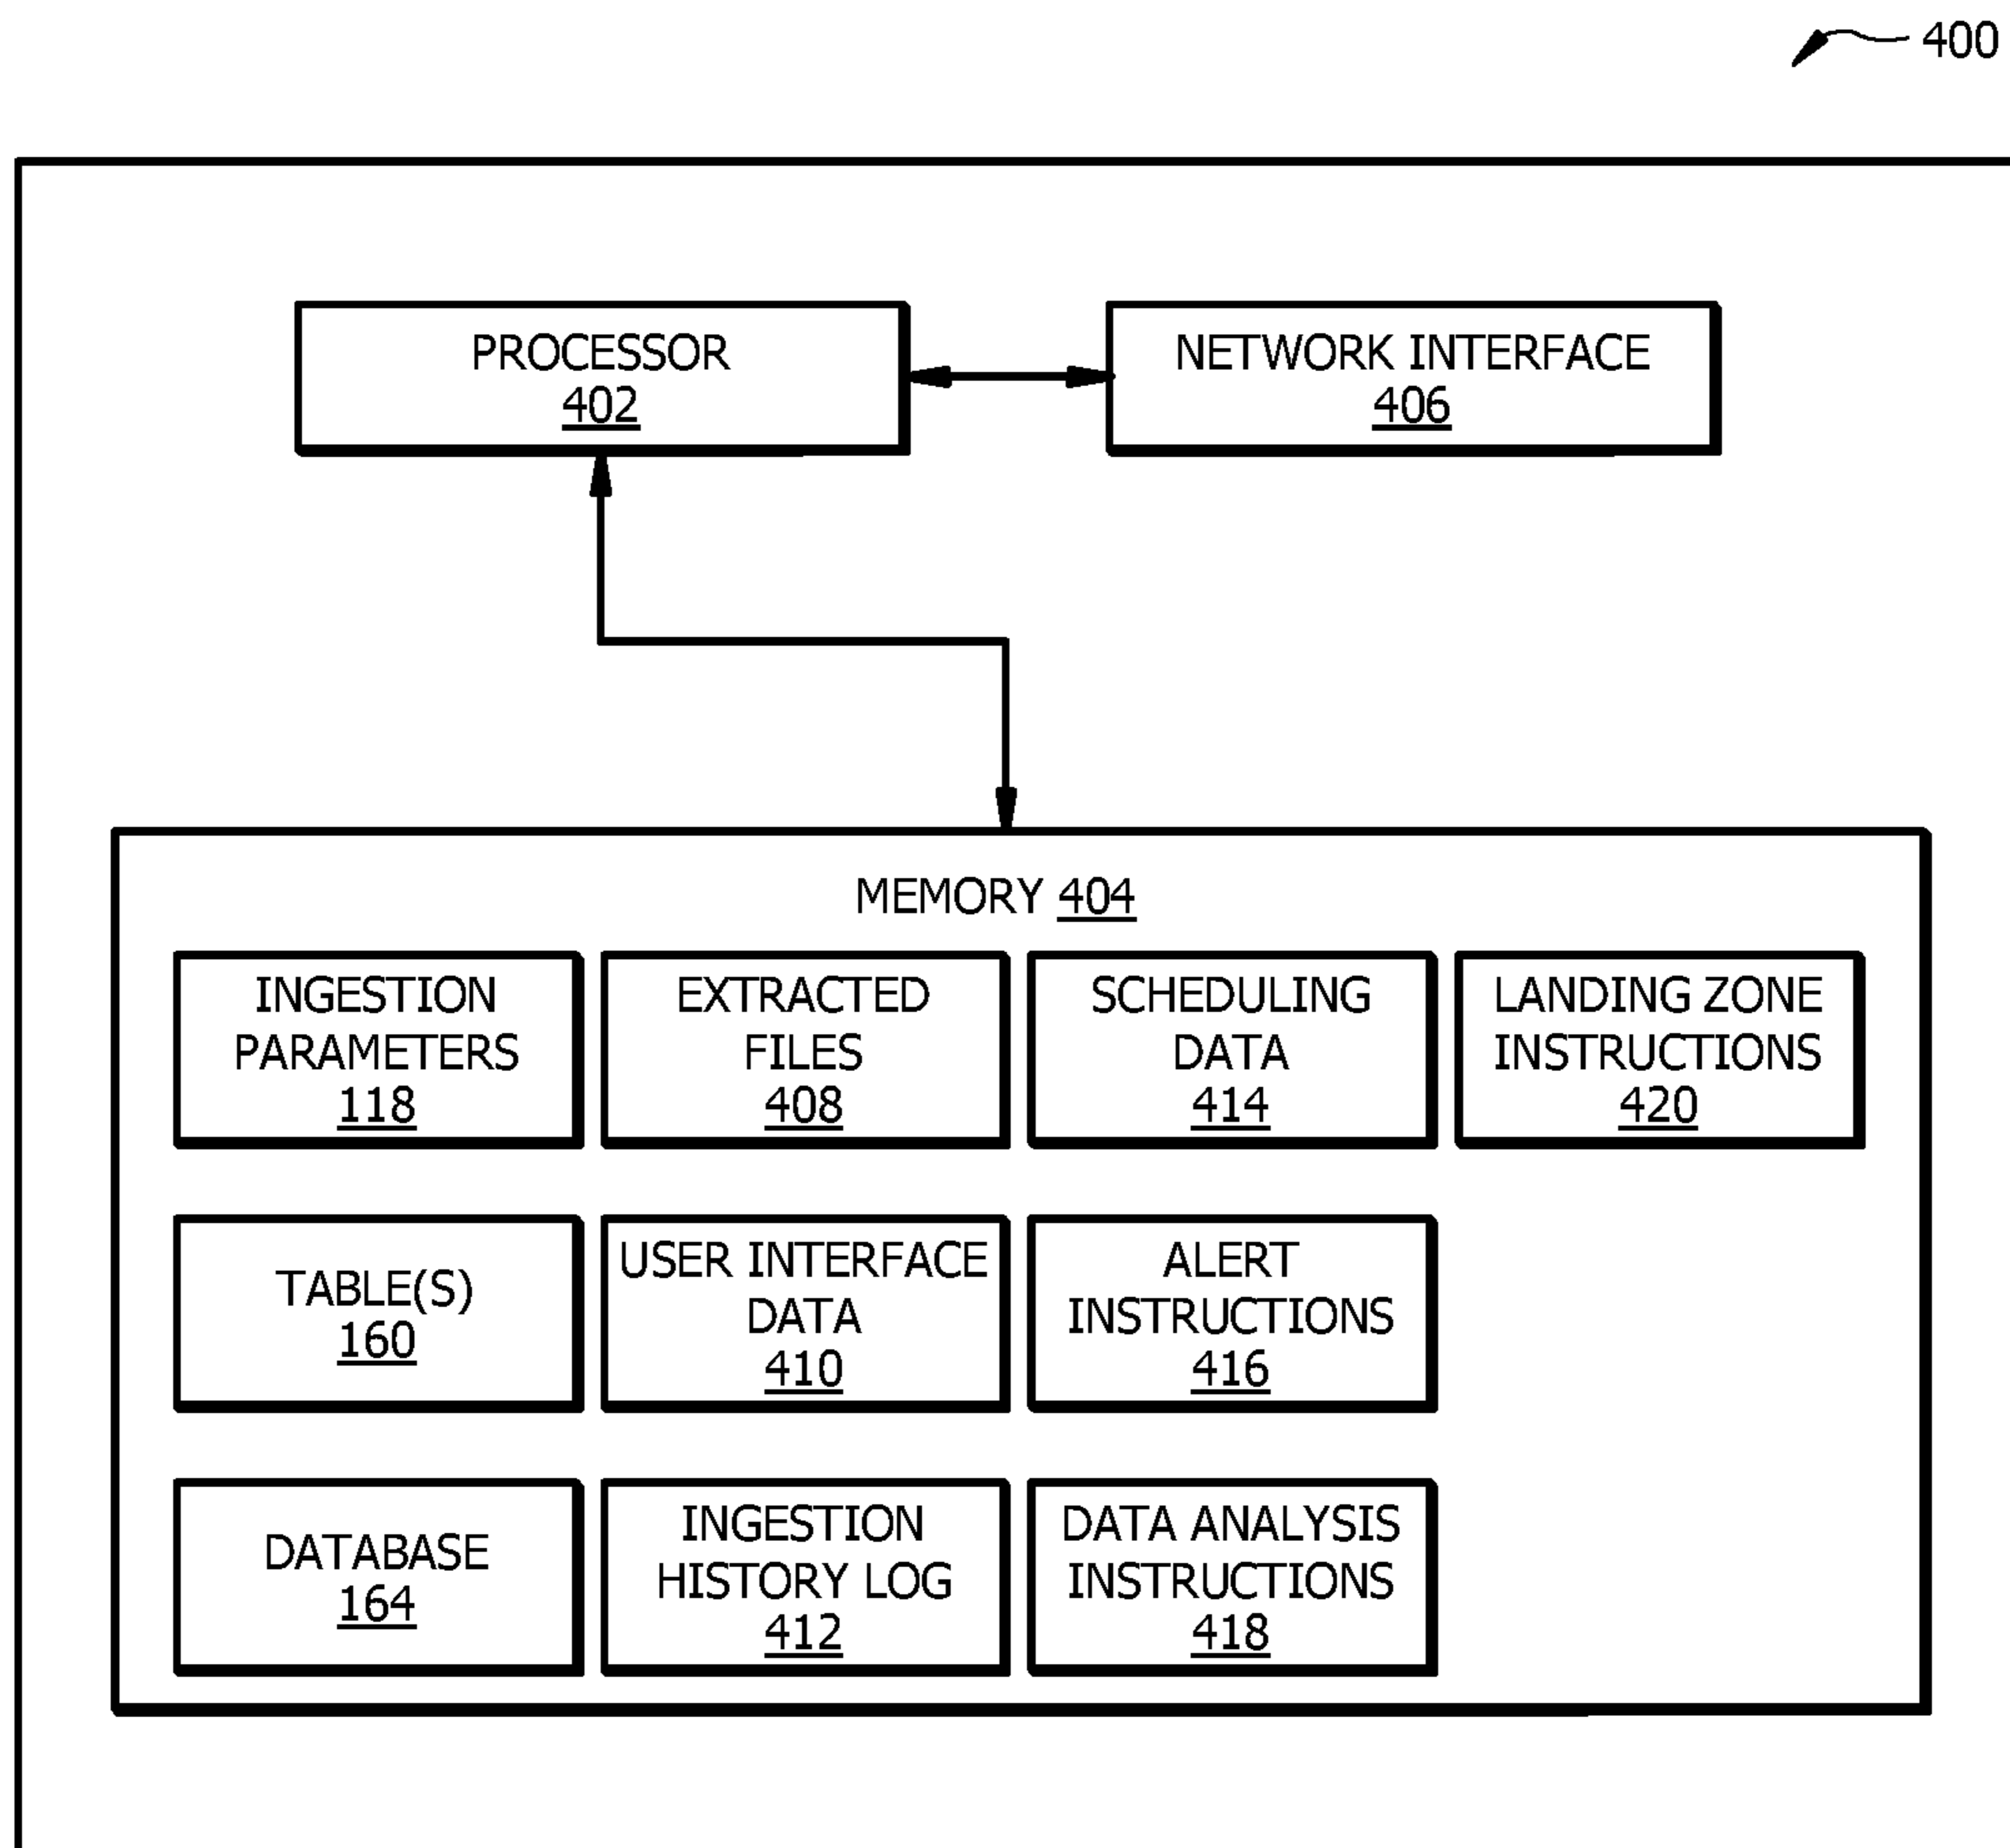 400
PROCESSOR
402
NETWORK INTERFACE
406
MEMORY 404
INGESTION
PARAMETERS
118
EXTRACTED
FILES
408
SCHEDULING
DATA
414
LANDING ZONE
INSTRUCTIONS
420
TABLE(S)
160
USER INTERFACE
DATA
410
ALERT
INSTRUCTIONS
416
DATABASE
164
INGESTION
HISTORY LOG
412
DATA ANALYSIS
INSTRUCTIONS
418